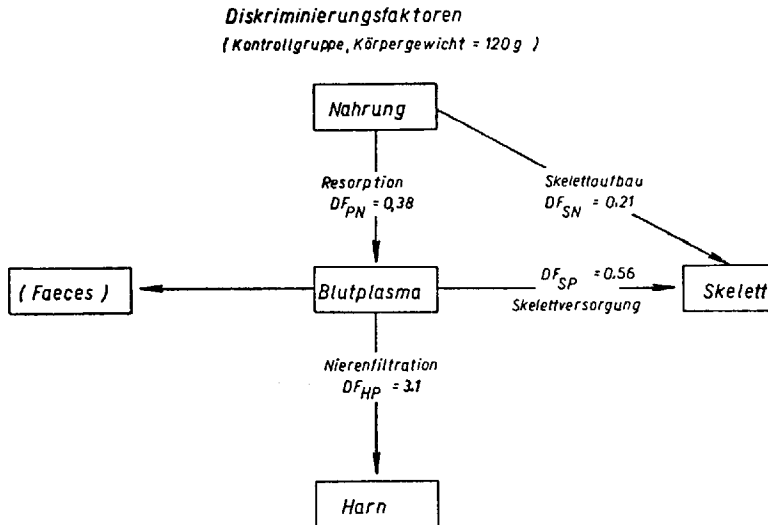 Diskriminierungsfaktoren
( Kontrollgruppe, Körpergewicht = 120 g )
Nahrung
Resorption
DF_PN = 0,38
Skelettaufbau
DF_SN = 0.21
( Faeces )
Blutplasma
DF_SP = 0.56
Skelettversorgung
Skelett
Nierenfiltration
DF_HP = 3.1
Harn